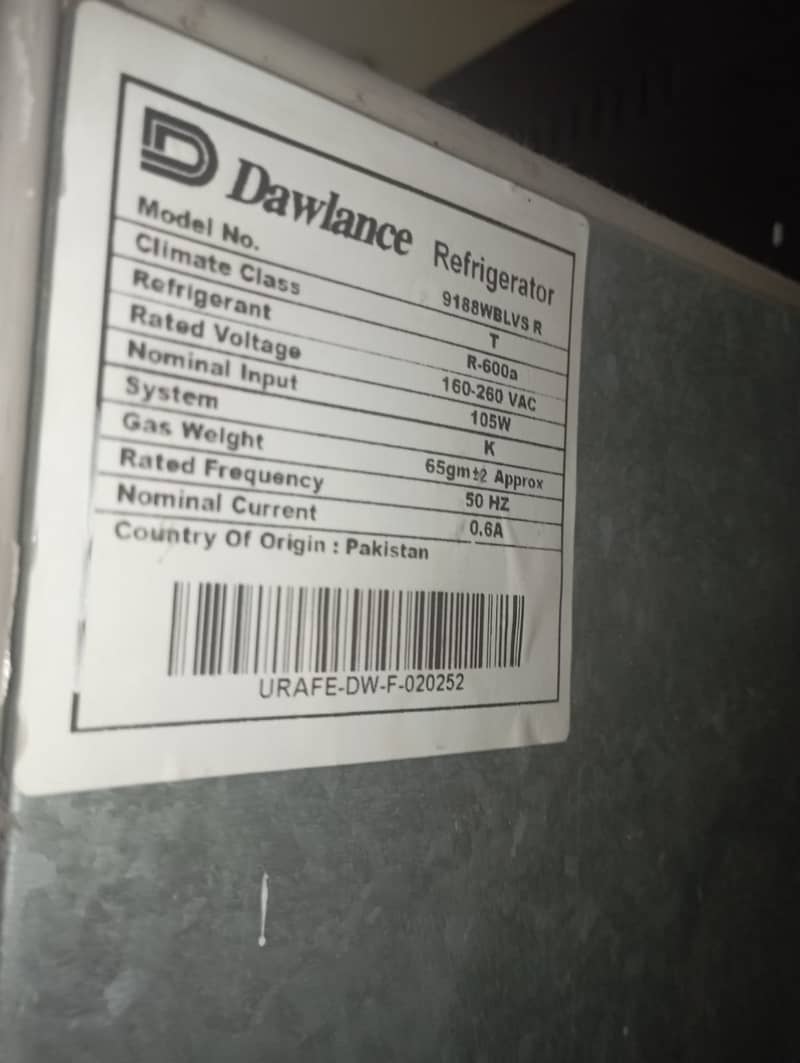 Dawlance Refrigerator
Model No. 9188WBLVS R
Climate Class T
Refrigerant R-600a
Rated Voltage 160-260 VAC
Nominal Input 105W
System K
Gas Weight 65gm±2 Approx
Rated Frequency 50 HZ
Nominal Current 0.6A
Country Of Origin : Pakistan
URAFE-DW-F-020252